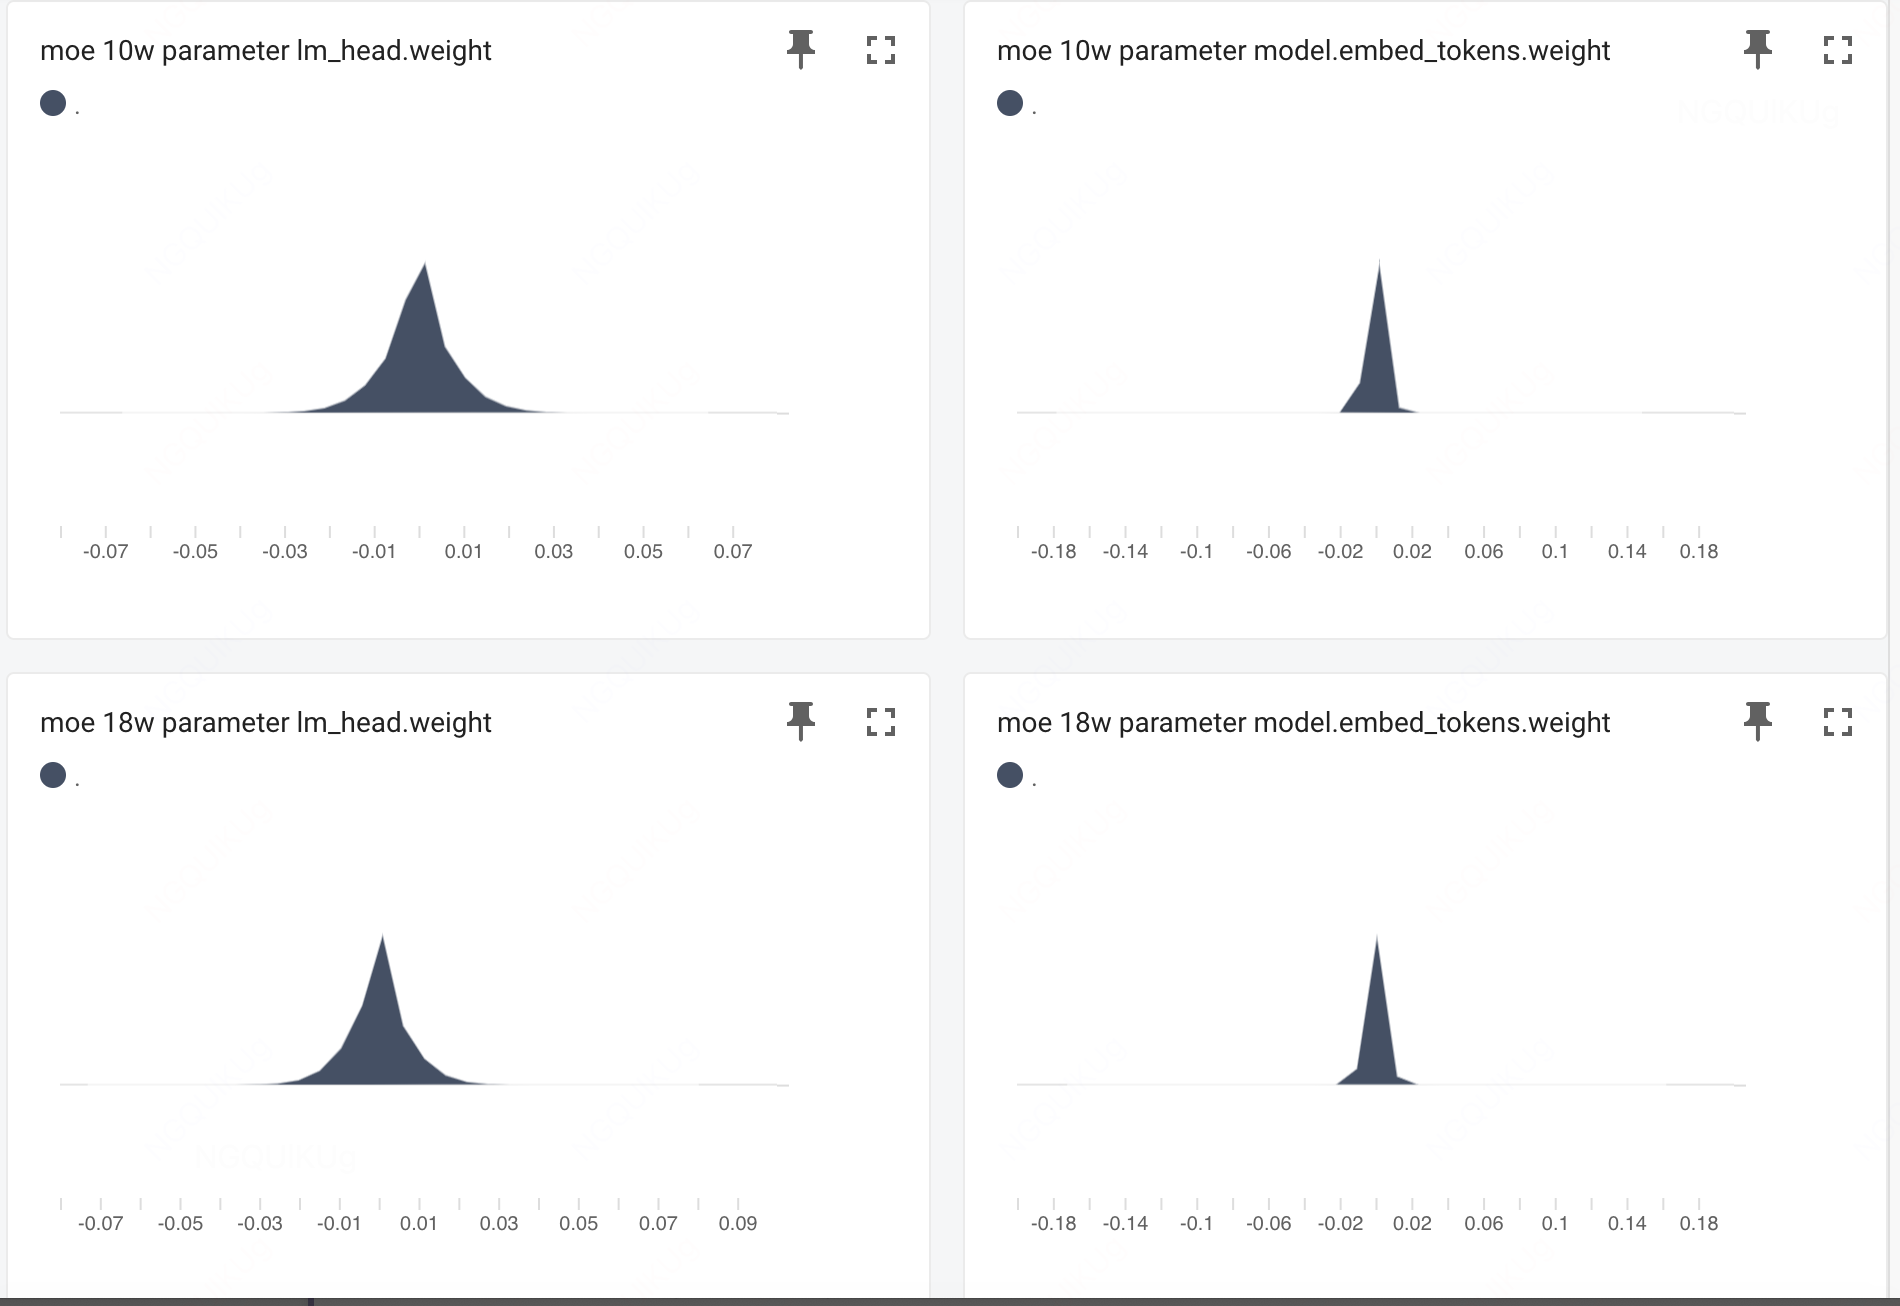 moe 10w parameter lm_head.weight
.
-0.07 -0.05 -0.03 -0.01 0.01 0.03 0.05 0.07
moe 10w parameter model.embed_tokens.weight
.
NGQUIKUg
-0.18 -0.14 -0.1 -0.06 -0.02 0.02 0.06 0.1 0.14 0.18
moe 18w parameter lm_head.weight
.
NGQUIKUg
-0.07 -0.05 -0.03 -0.01 0.01 0.03 0.05 0.07 0.09
moe 18w parameter model.embed_tokens.weight
.
-0.18 -0.14 -0.1 -0.06 -0.02 0.02 0.06 0.1 0.14 0.18